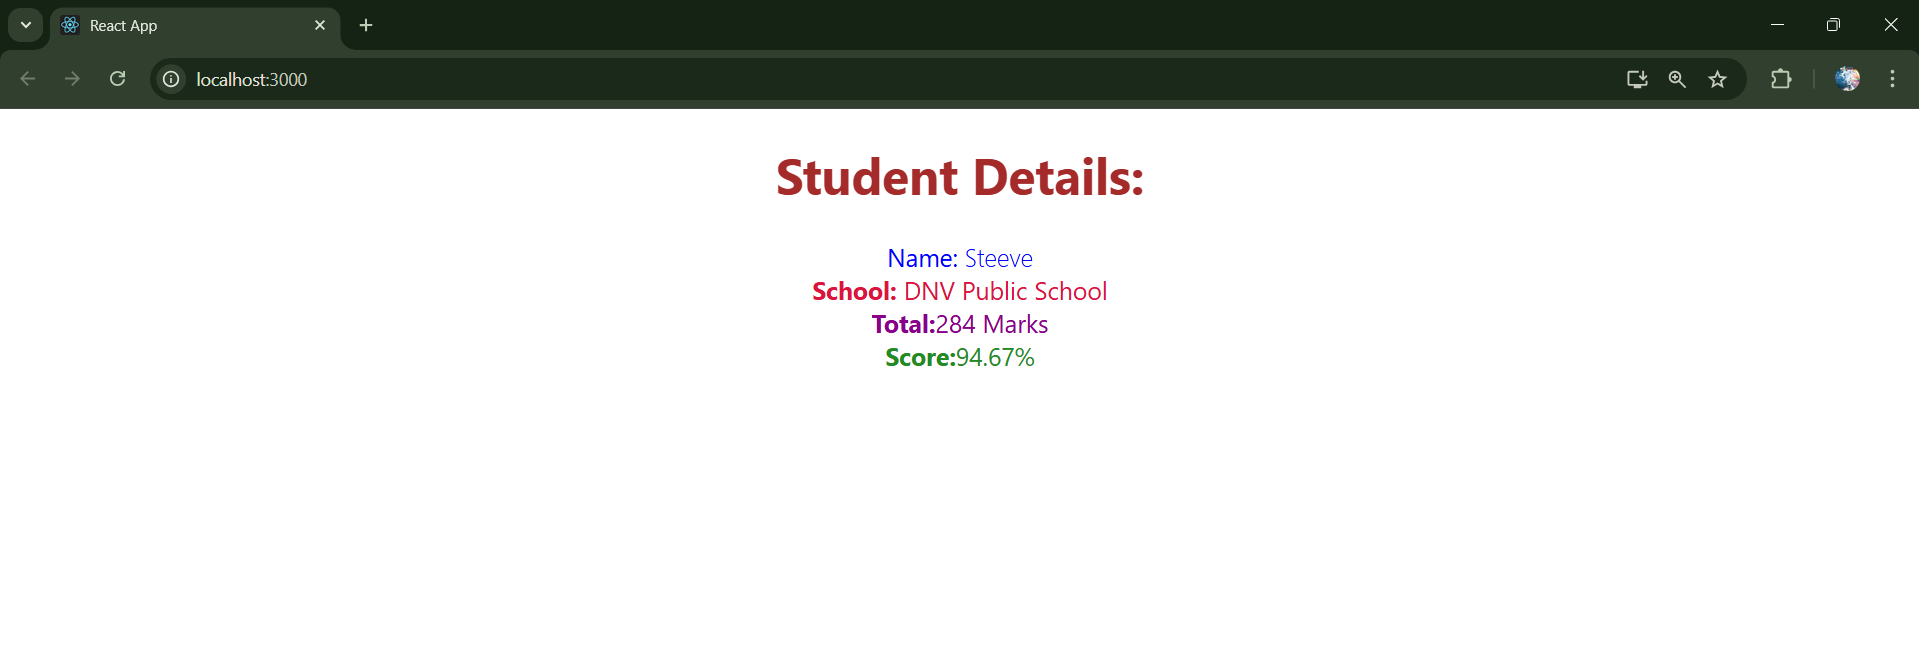 React App
localhost:3000
Student Details:
Name: Steeve
School: DNV Public School
Total:284 Marks
Score:94.67%